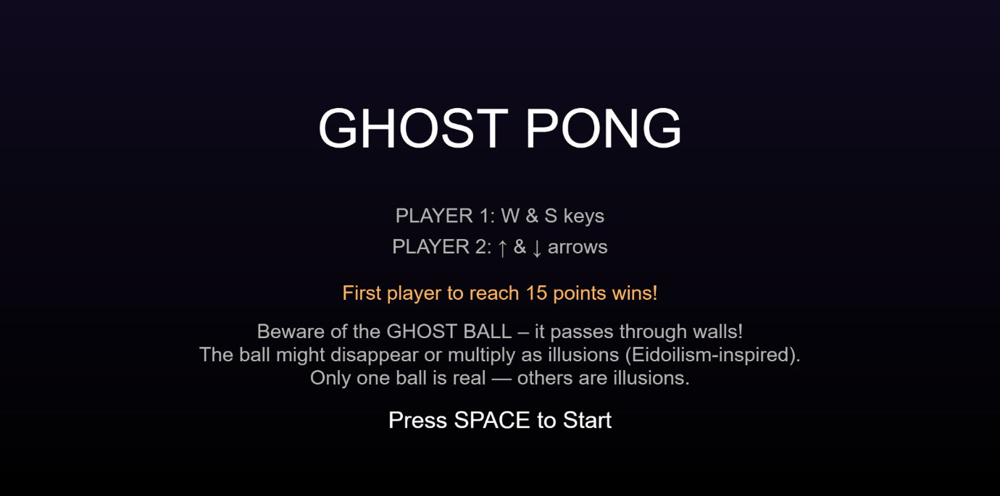 GHOST PONG
PLAYER 1: W & S keys
PLAYER 2: ↑ & ↓ arrows
First player to reach 15 points wins!
Beware of the GHOST BALL – it passes through walls!
The ball might disappear or multiply as illusions (Eidoilism-inspired).
Only one ball is real — others are illusions.
Press SPACE to Start